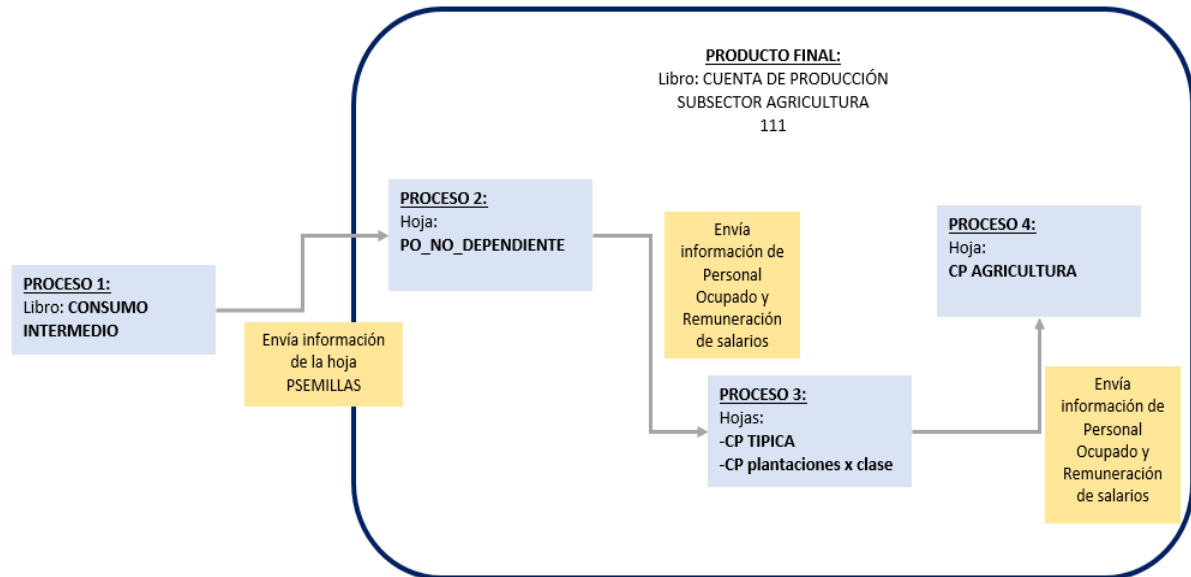 PRODUCTO FINAL:
Libro: CUENTA DE PRODUCCIÓN
SUBSECTOR AGRICULTURA
111
PROCESO 1:
Libro: CONSUMO
INTERMEDIO
Envía información
de la hoja
PSEMILLAS
PROCESO 2:
Hoja:
PO_NO_DEPENDIENTE
Envía
información de
Personal
Ocupado y
Remuneración
de salarios
PROCESO 3:
Hojas:
-CP TIPICA
-CP plantaciones x clase
PROCESO 4:
Hoja:
CP AGRICULTURA
Envía
información de
Personal
Ocupado y
Remuneración
de salarios